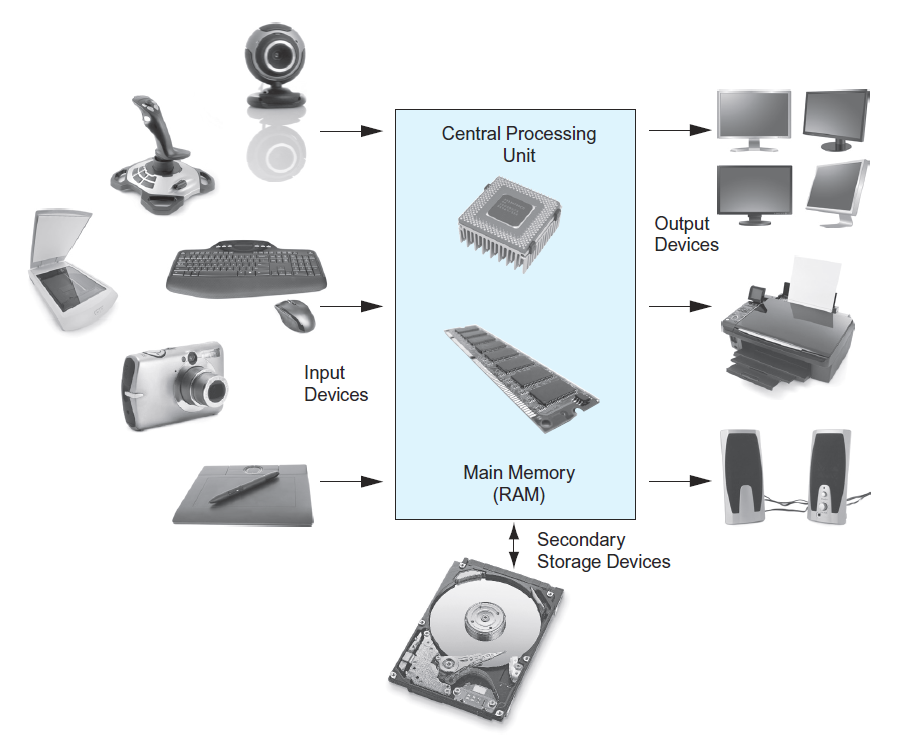 Central Processing
Unit
Output
Devices
Input
Devices
Main Memory
(RAM)
Secondary
Storage Devices